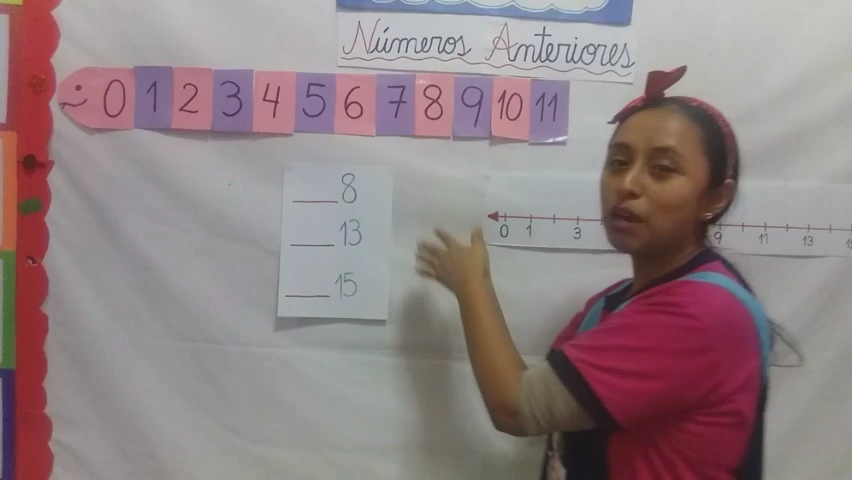 Números Anteriores
0 1 2 3 4 5 6 7 8 9 10 11
___ 8
___ 13
___ 15
0 1 3 9 11 13